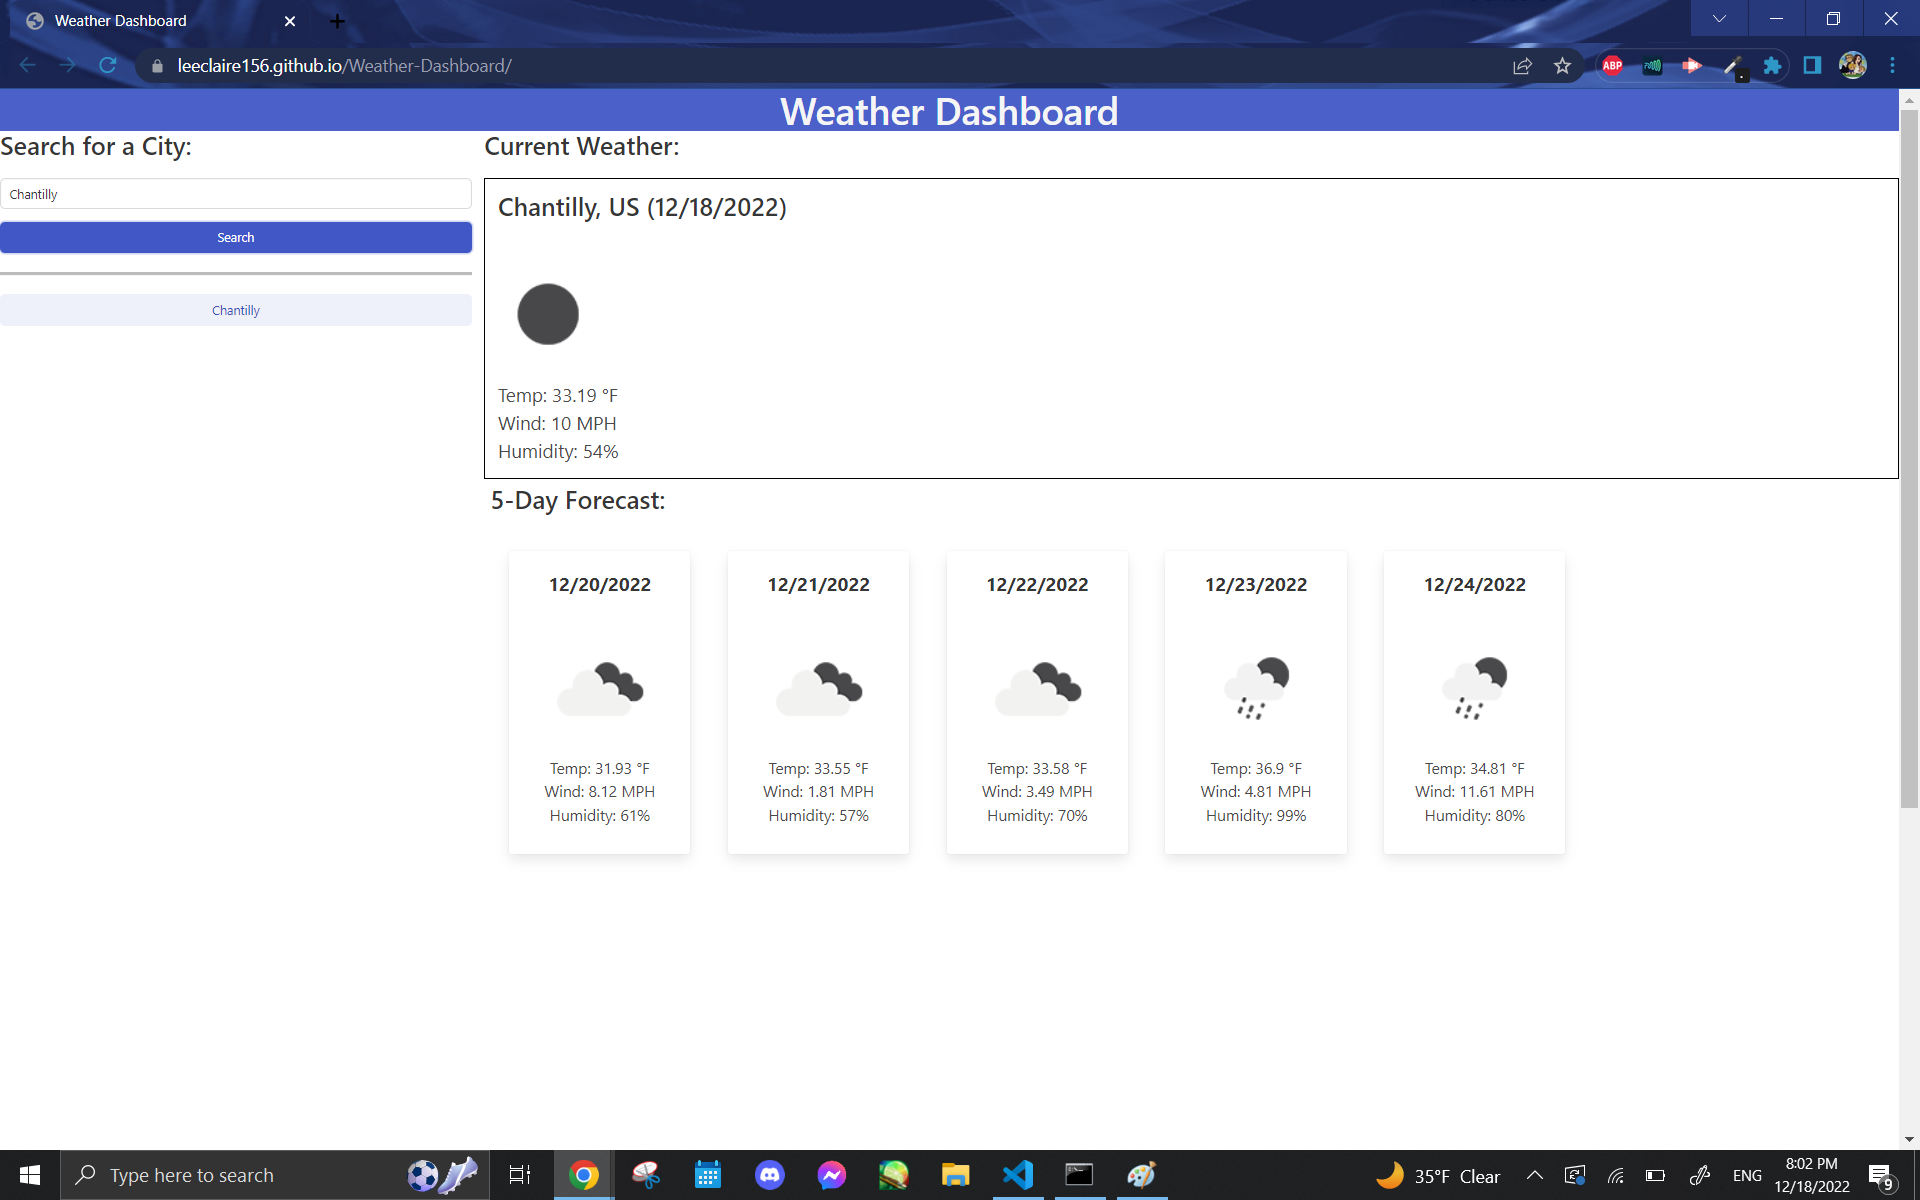 Weather Dashboard
leeclaire156.github.io/Weather-Dashboard/
ABP
Weather Dashboard
Search for a City:
Chantilly
Search
Chantilly
Current Weather:
Chantilly, US (12/18/2022)
Temp: 33.19 °F
Wind: 10 MPH
Humidity: 54%
5-Day Forecast:
12/20/2022
Temp: 31.93 °F
Wind: 8.12 MPH
Humidity: 61%
12/21/2022
Temp: 33.55 °F
Wind: 1.81 MPH
Humidity: 57%
12/22/2022
Temp: 33.58 °F
Wind: 3.49 MPH
Humidity: 70%
12/23/2022
Temp: 36.9 °F
Wind: 4.81 MPH
Humidity: 99%
12/24/2022
Temp: 34.81 °F
Wind: 11.61 MPH
Humidity: 80%
Type here to search
35°F Clear
ENG
8:02 PM
12/18/2022
9